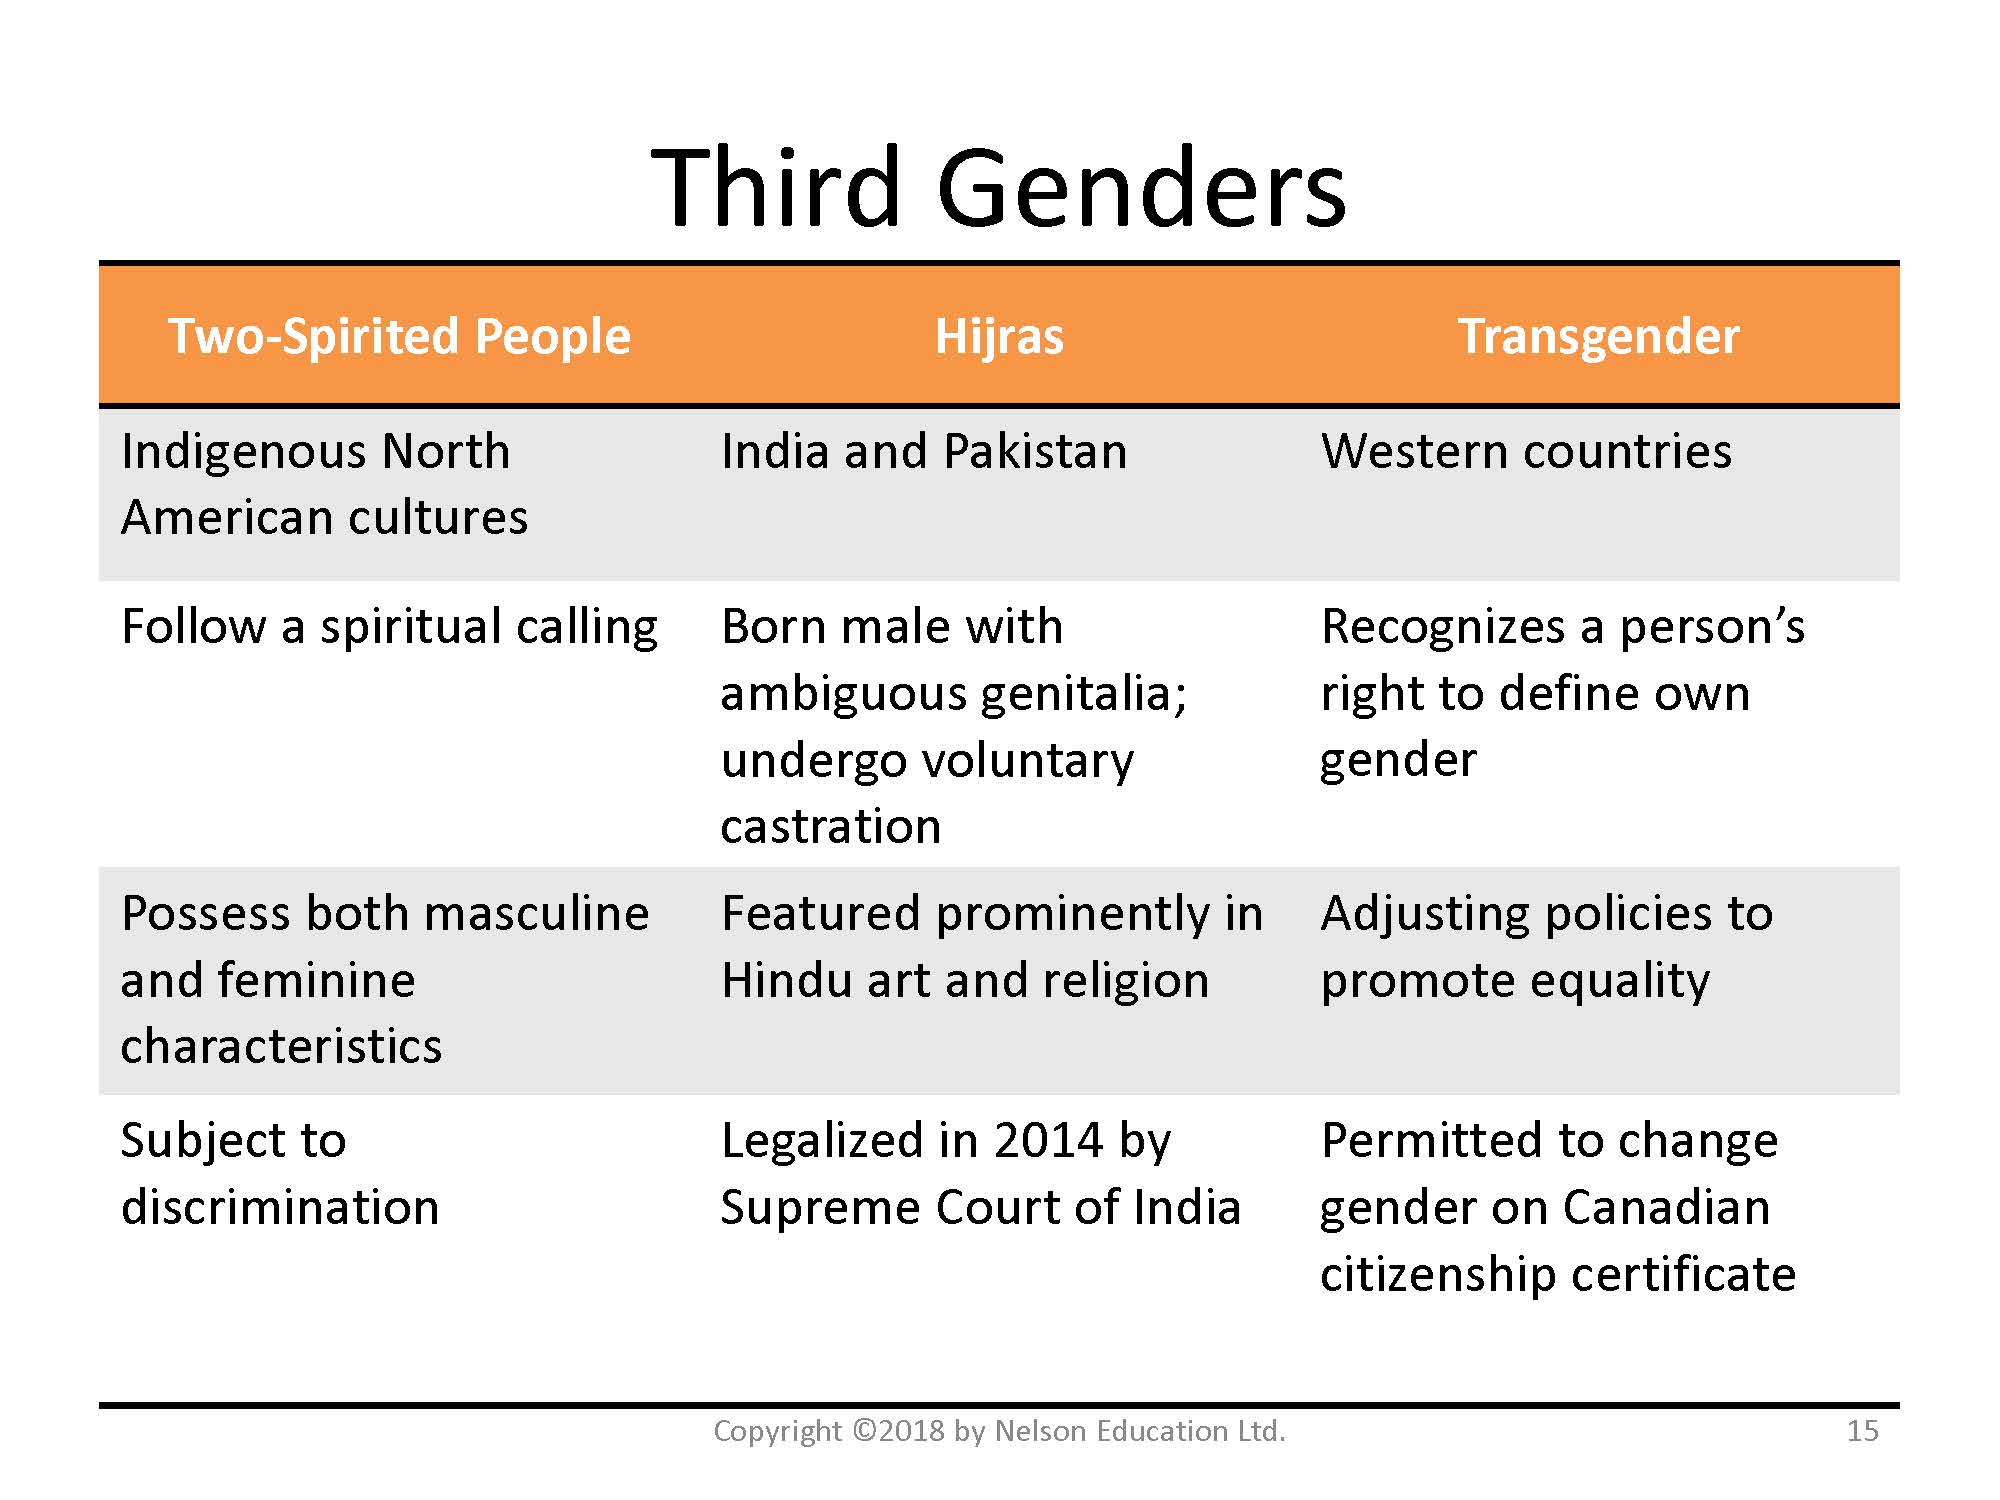 Third Genders
Two-Spirited People Hijras Transgender
Indigenous North
American cultures
India and Pakistan
Western countries
Follow a spiritual calling
Born male with
ambiguous genitalia;
undergo voluntary
castration
Recognizes a person’s
right to define own
gender
Possess both masculine
and feminine
characteristics
Featured prominently in
Hindu art and religion
Adjusting policies to
promote equality
Subject to
discrimination
Legalized in 2014 by
Supreme Court of India
Permitted to change
gender on Canadian
citizenship certificate
Copyright ©2018 by Nelson Education Ltd. 15